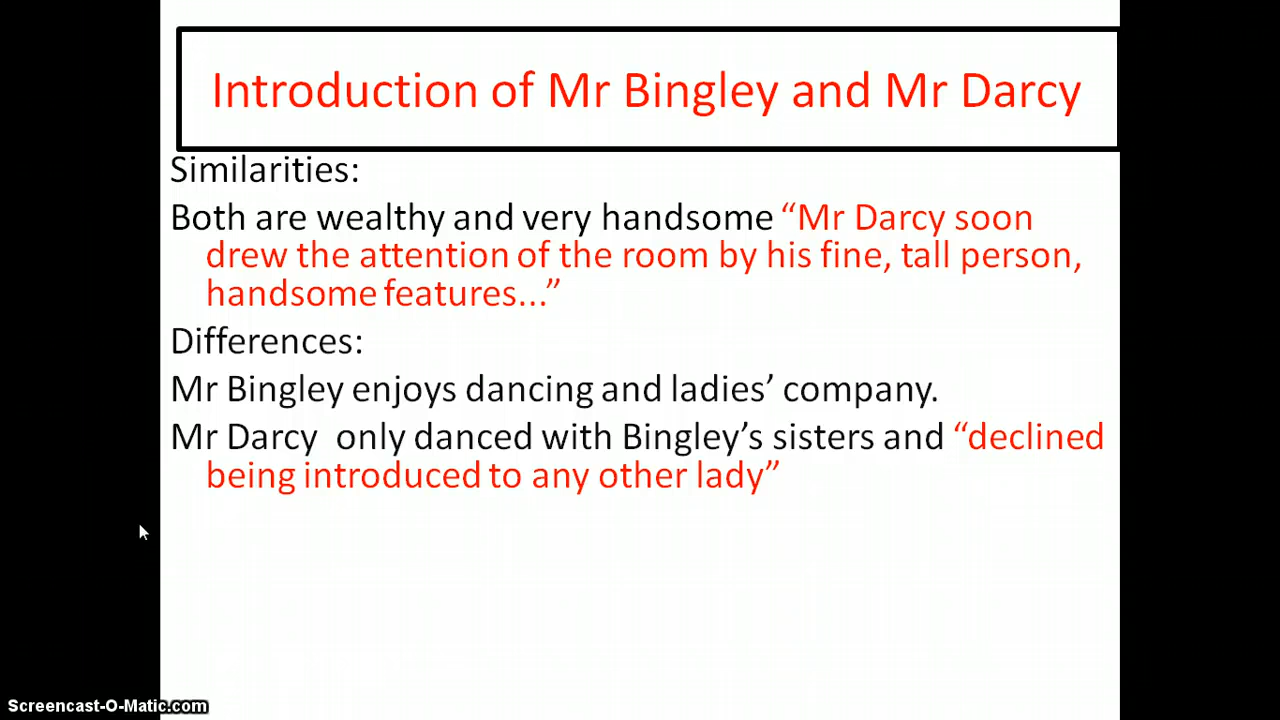 Introduction of Mr Bingley and Mr Darcy
Similarities:
Both are wealthy and very handsome “Mr Darcy soon
drew the attention of the room by his fine, tall person,
handsome features...”
Differences:
Mr Bingley enjoys dancing and ladies’ company.
Mr Darcy  only danced with Bingley’s sisters and “declined
being introduced to any other lady”
Screencast-O-Matic.com